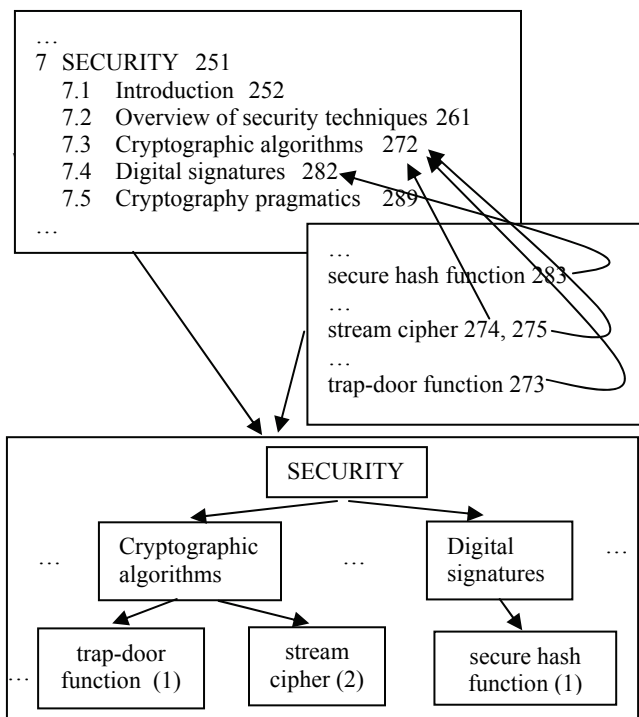 …
7 SECURITY 251
7.1 Introduction 252
7.2 Overview of security techniques 261
7.3 Cryptographic algorithms 272
7.4 Digital signatures 282
7.5 Cryptography pragmatics 289
…
…
secure hash function 283
…
stream cipher 274, 275
…
trap-door function 273
SECURITY
…
Cryptographic
algorithms
…
Digital
signatures
…
…
trap-door
function (1)
stream
cipher (2)
secure hash
function (1)
…